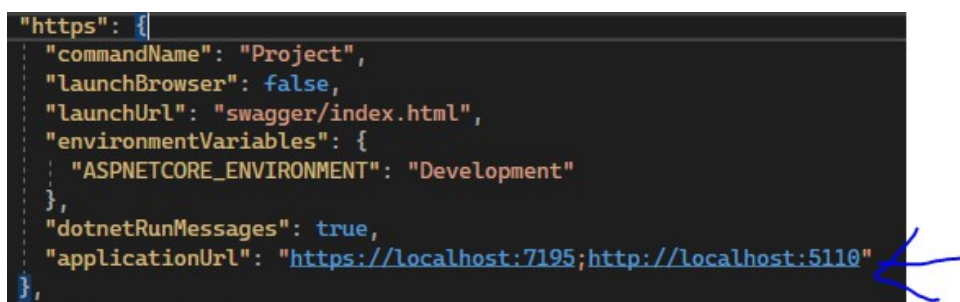 "https": {
"commandName": "Project",
"launchBrowser": false,
"launchUrl": "swagger/index.html",
"environmentVariables": {
"ASPNETCORE_ENVIRONMENT": "Development"
},
"dotnetRunMessages": true,
"applicationUrl": "https://localhost:7195;http://localhost:5110"
},